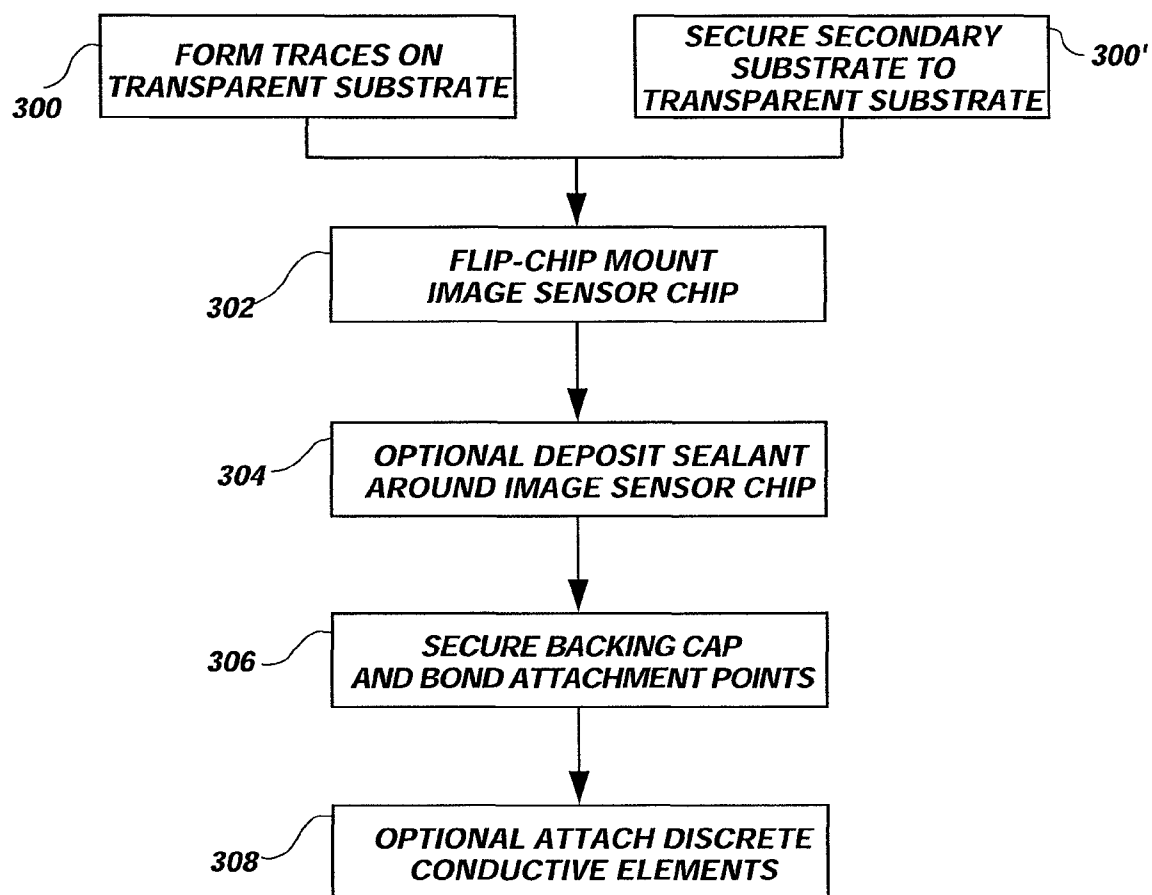 300
FORM TRACES ON
TRANSPARENT SUBSTRATE
SECURE SECONDARY
SUBSTRATE TO
TRANSPARENT SUBSTRATE
300'
302
FLIP-CHIP MOUNT
IMAGE SENSOR CHIP
304
OPTIONAL DEPOSIT SEALANT
AROUND IMAGE SENSOR CHIP
306
SECURE BACKING CAP
AND BOND ATTACHMENT POINTS
308
OPTIONAL ATTACH DISCRETE
CONDUCTIVE ELEMENTS